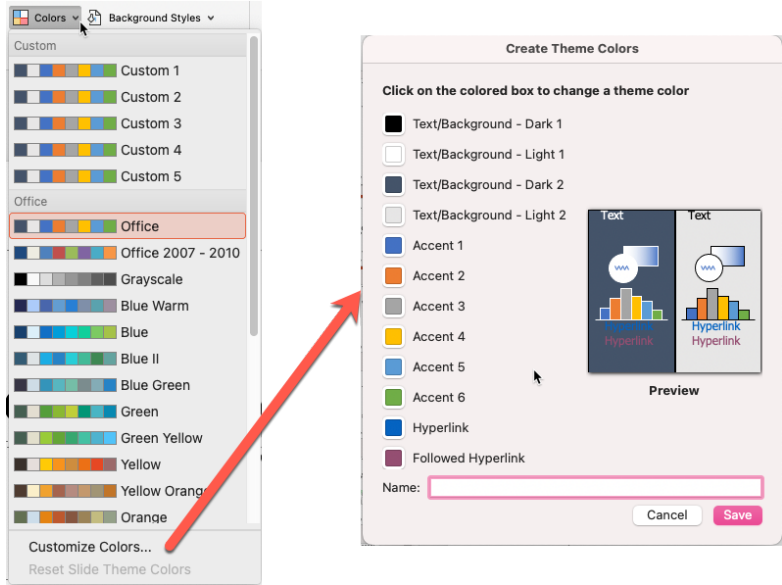 Colors
Background Styles
Custom
Custom 1
Custom 2
Custom 3
Custom 4
Custom 5
Office
Office
Office 2007 - 2010
Grayscale
Blue Warm
Blue
Blue II
Blue Green
Green
Green Yellow
Yellow
Yellow Orange
Orange
Customize Colors...
Reset Slide Theme Colors
Create Theme Colors
Click on the colored box to change a theme color
Text/Background - Dark 1
Text/Background - Light 1
Text/Background - Dark 2
Text/Background - Light 2
Accent 1
Accent 2
Accent 3
Accent 4
Accent 5
Accent 6
Hyperlink
Followed Hyperlink
Text Text
Hyperlink Hyperlink
Hyperlink Hyperlink
Preview
Name:
Cancel Save